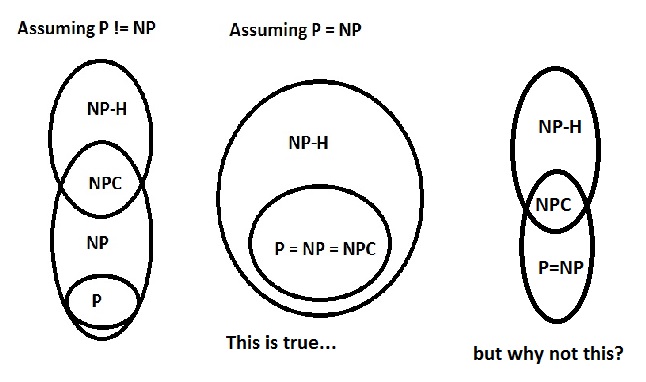 Assuming P != NP
NP-H
NPC
NP
P
Assuming P = NP
NP-H
P = NP = NPC
This is true...
NP-H
NPC
P=NP
but why not this?